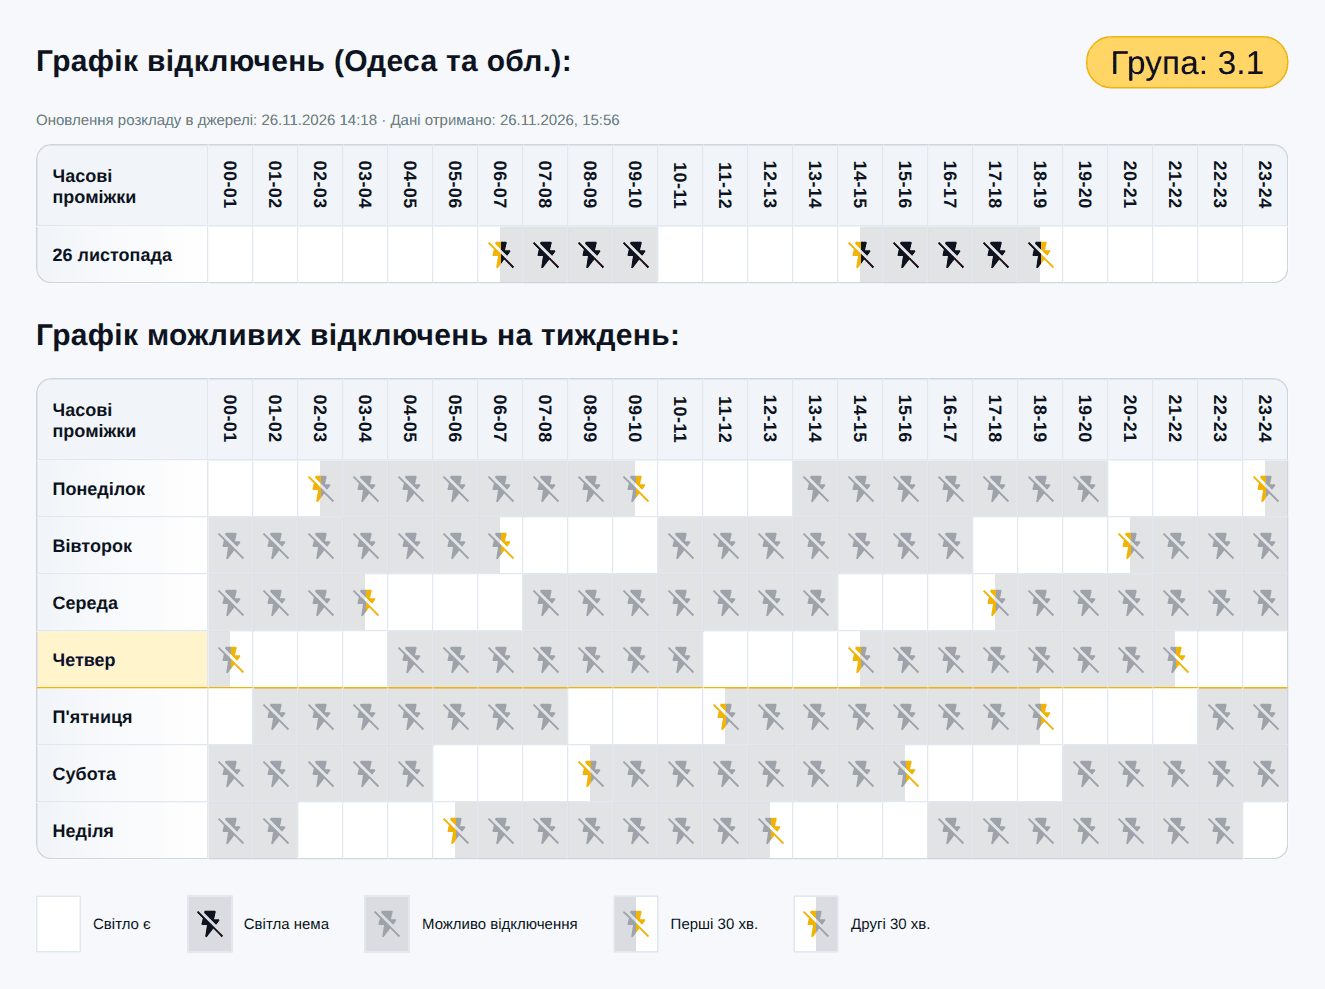 Графік відключень (Одеса та обл.):
Група: 3.1
Оновлення розкладу в джерелі: 26.11.2026 14:18 · Дані отримано: 26.11.2026, 15:56
Часові проміжки 00-01 01-02 02-03 03-04 04-05 05-06 06-07 07-08 08-09 09-10 10-11 11-12 12-13 13-14 14-15 15-16 16-17 17-18 18-19 19-20 20-21 21-22 22-23 23-24
26 листопада
Графік можливих відключень на тиждень:
Часові проміжки 00-01 01-02 02-03 03-04 04-05 05-06 06-07 07-08 08-09 09-10 10-11 11-12 12-13 13-14 14-15 15-16 16-17 17-18 18-19 19-20 20-21 21-22 22-23 23-24
Понеділок
Вівторок
Середа
Четвер
П'ятниця
Субота
Неділя
Світло є Світла нема Можливо відключення Перші 30 хв. Другі 30 хв.